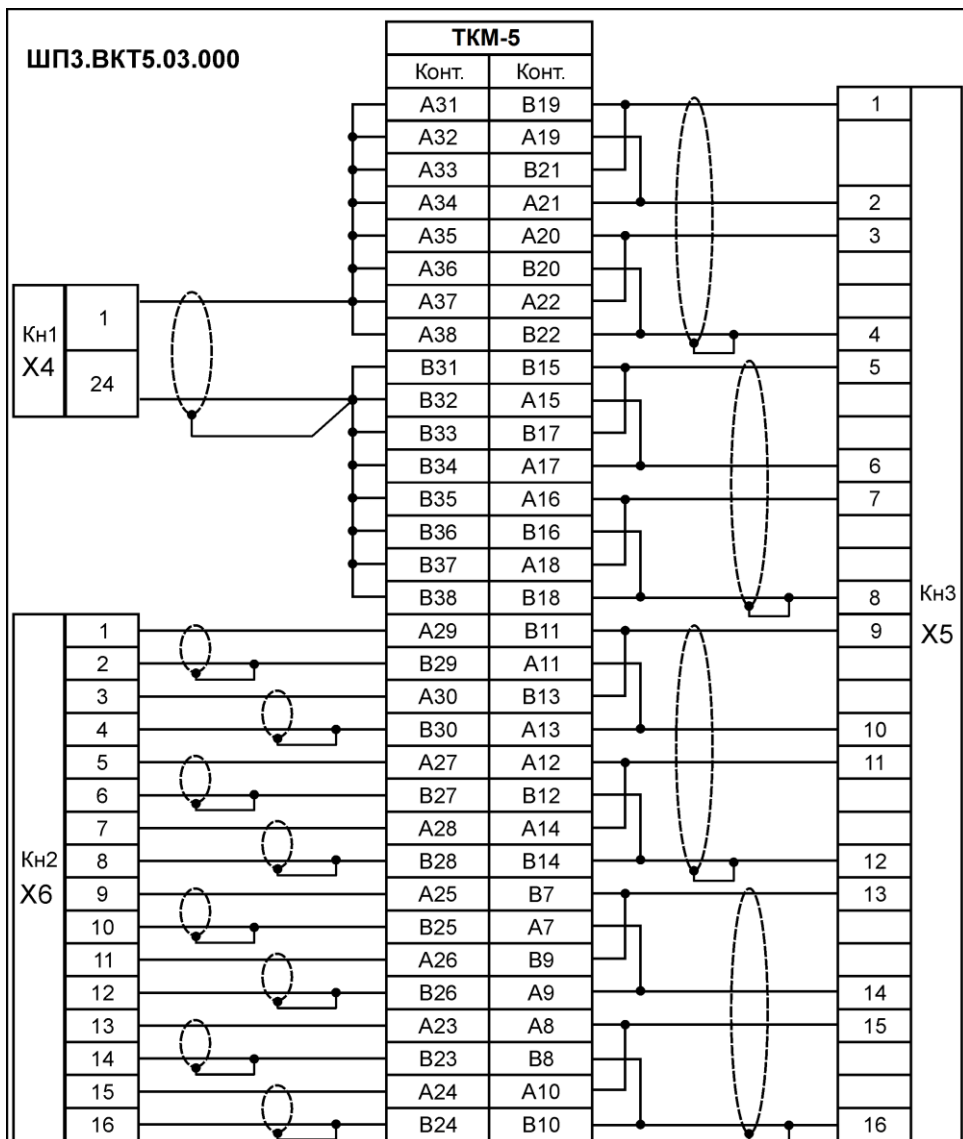 ШПЗ.ВКТ5.03.000
ТКМ-5
Конт. Конт.
A31 B19 1
A32 A19
A33 B21
A34 A21 2
A35 A20 3
A36 B20
A37 A22
A38 B22 4
Кн1
X4
1
24
B31 B15 5
B32 A15
B33 B17
B34 A17 6
B35 A16 7
B36 B16
B37 A18
B38 B18 8
Кн3
X5
1 A29 B11 9
2 B29 A11
3 A30 B13
4 B30 A13 10
5 A27 A12 11
6 B27 B12
7 A28 A14
8 B28 B14 12
Кн2
X6
9 A25 B7 13
10 B25 A7
11 A26 B9
12 B26 A9 14
13 A23 A8 15
14 B23 B8
15 A24 A10
16 B24 B10 16